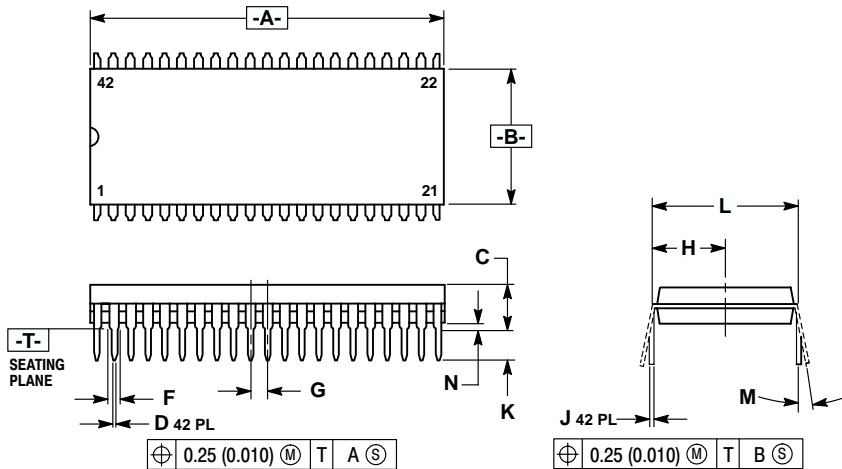 -A-
42 22
-B-
1 21
L
H
C
-T-
SEATING
PLANE
N
F
G
K
M
D 42 PL
J 42 PL
⌖ 0.25 (0.010) Ⓜ T A Ⓢ
⌖ 0.25 (0.010) Ⓜ T B Ⓢ